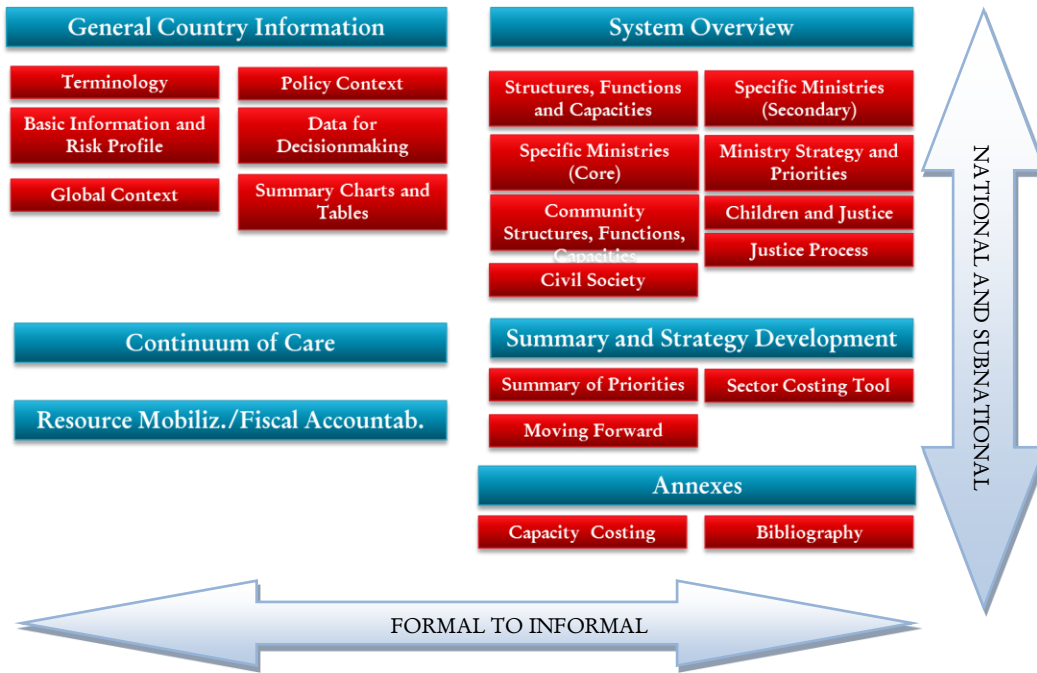 General Country Information
Terminology
Policy Context
Basic Information and
Risk Profile
Data for
Decisionmaking
Global Context
Summary Charts and
Tables
System Overview
Structures, Functions
and Capacities
Specific Ministries
(Secondary)
Specific Ministries
(Core)
Ministry Strategy and
Priorities
Community
Structures, Functions,
Capacities
Children and Justice
Justice Process
Civil Society
Continuum of Care
Resource Mobiliz./Fiscal Accountab.
Summary and Strategy Development
Summary of Priorities
Sector Costing Tool
Moving Forward
Annexes
Capacity Costing
Bibliography
NATIONAL AND SUBNATIONAL
FORMAL TO INFORMAL